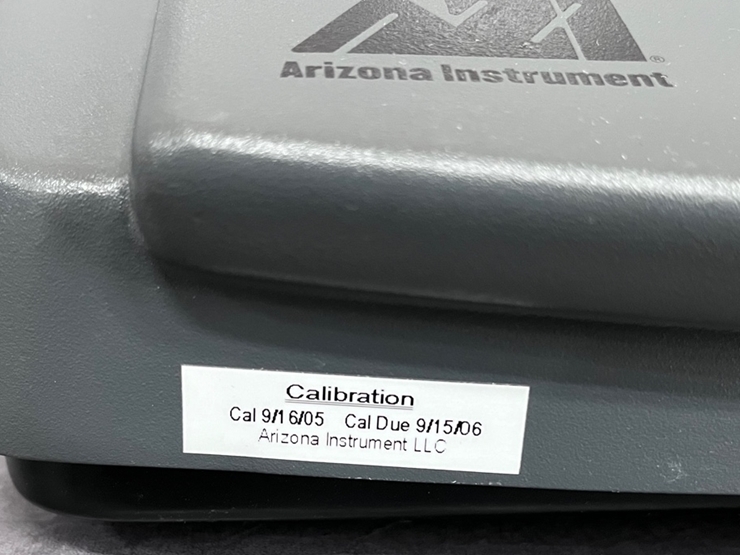 Arizona Instrument®
Calibration
Cal 9/16/05 Cal Due 9/15/06
Arizona Instrument LLC